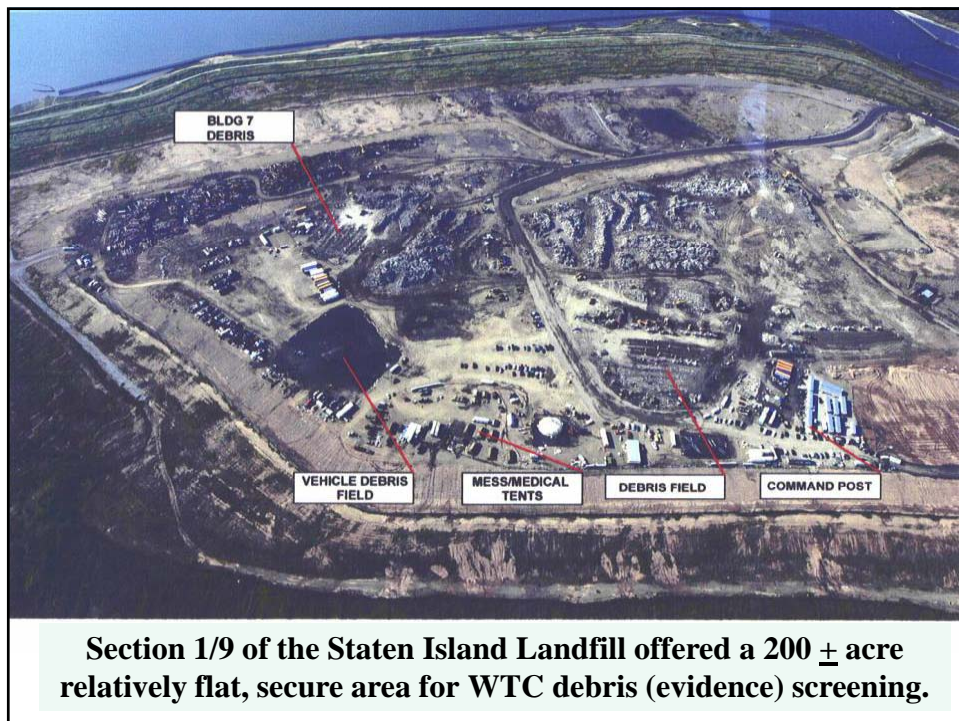 BLDG 7
DEBRIS
VEHICLE DEBRIS
FIELD
MESS/MEDICAL
TENTS
DEBRIS FIELD
COMMAND POST
Section 1/9 of the Staten Island Landfill offered a 200 ± acre
relatively flat, secure area for WTC debris (evidence) screening.